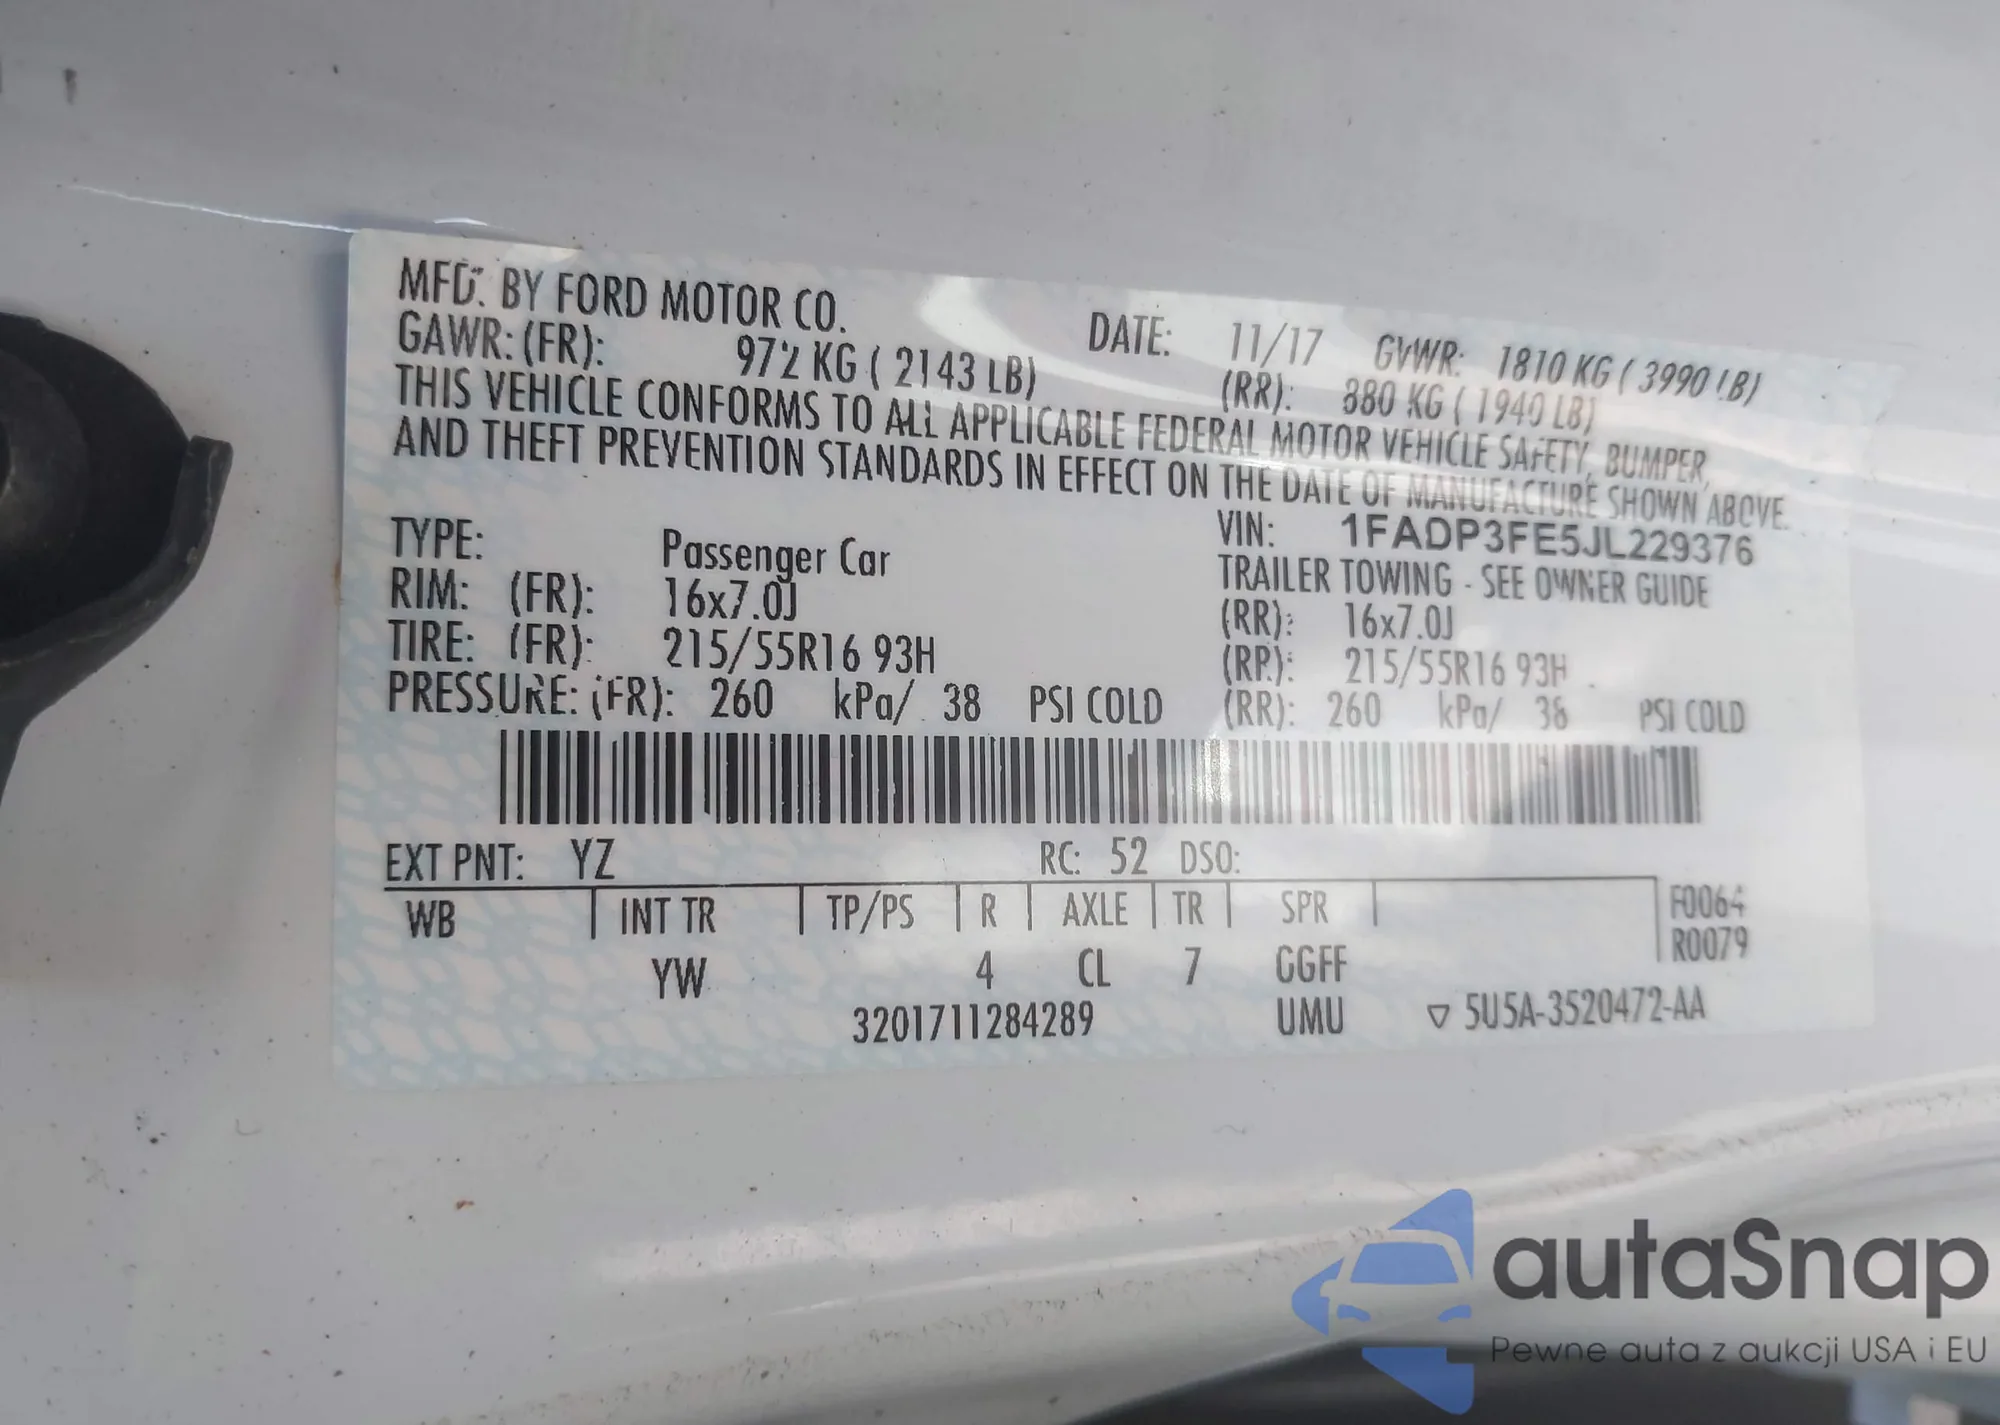 MFD. BY FORD MOTOR CO.
DATE: 11/17 GVWR: 1810 KG ( 3990 LB)
GAWR: (FR): 972 KG ( 2143 LB) (RR): 880 KG ( 1940 LB)
THIS VEHICLE CONFORMS TO ALL APPLICABLE FEDERAL MOTOR VEHICLE SAFETY, BUMPER,
AND THEFT PREVENTION STANDARDS IN EFFECT ON THE DATE OF MANUFACTURE SHOWN ABOVE.
VIN: 1FADP3FE5JL229376
TYPE: Passenger Car TRAILER TOWING - SEE OWNER GUIDE
RIM: (FR): 16x7.0J (RR): 16x7.0J
TIRE: (FR): 215/55R16 93H (RR): 215/55R16 93H
PRESSURE: (FR): 260 kPa/ 38 PSI COLD (RR): 260 kPa/ 38 PSI COLD
EXT PNT: YZ RC: 52 DSO:
WB INT TR TP/PS R AXLE TR SPR F0064
R0079
YW 4 CL 7 GGFF
3201711284289 UMU ▽ 5U5A-3520472-AA
autaSnap
Pewne auta z aukcji USA i EU